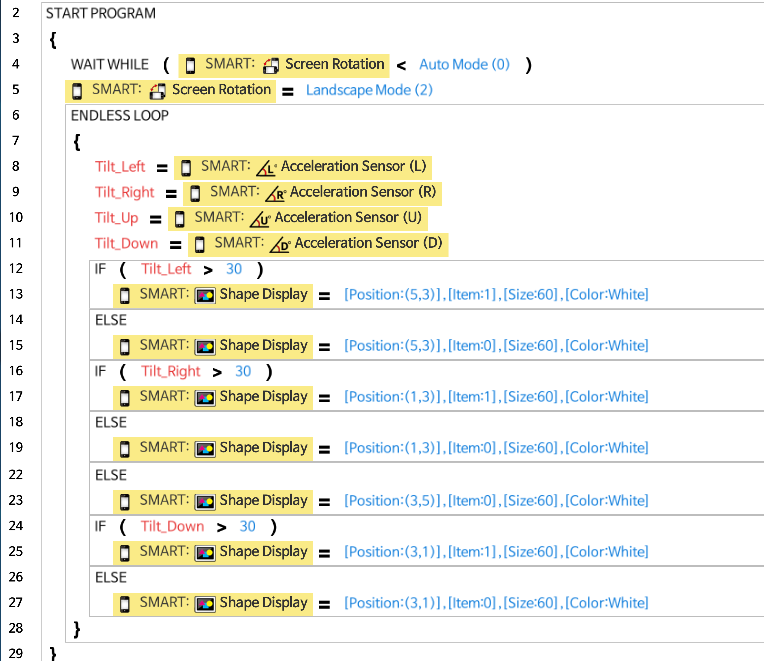 2 START PROGRAM
3 {
4 WAIT WHILE ( SMART: Screen Rotation < Auto Mode (0) )
5 SMART: Screen Rotation = Landscape Mode (2)
6 ENDLESS LOOP
7 {
8 Tilt_Left = SMART: L° Acceleration Sensor (L)
9 Tilt_Right = SMART: R° Acceleration Sensor (R)
10 Tilt_Up = SMART: U° Acceleration Sensor (U)
11 Tilt_Down = SMART: D° Acceleration Sensor (D)
12 IF ( Tilt_Left > 30 )
13 SMART: Shape Display = [Position:(5,3)],[Item:1],[Size:60],[Color:White]
14 ELSE
15 SMART: Shape Display = [Position:(5,3)],[Item:0],[Size:60],[Color:White]
16 IF ( Tilt_Right > 30 )
17 SMART: Shape Display = [Position:(1,3)],[Item:1],[Size:60],[Color:White]
18 ELSE
19 SMART: Shape Display = [Position:(1,3)],[Item:0],[Size:60],[Color:White]
22 ELSE
23 SMART: Shape Display = [Position:(3,5)],[Item:0],[Size:60],[Color:White]
24 IF ( Tilt_Down > 30 )
25 SMART: Shape Display = [Position:(3,1)],[Item:1],[Size:60],[Color:White]
26 ELSE
27 SMART: Shape Display = [Position:(3,1)],[Item:0],[Size:60],[Color:White]
28 }
29 }